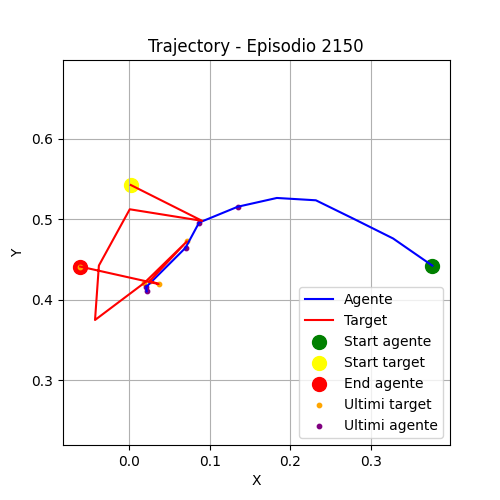 Trajectory - Episodio 2150
Y
0.6
0.5
0.4
0.3
0.0
0.1
0.2
0.3
X
Agente
Target
Start agente
Start target
End agente
Ultimi target
Ultimi agente